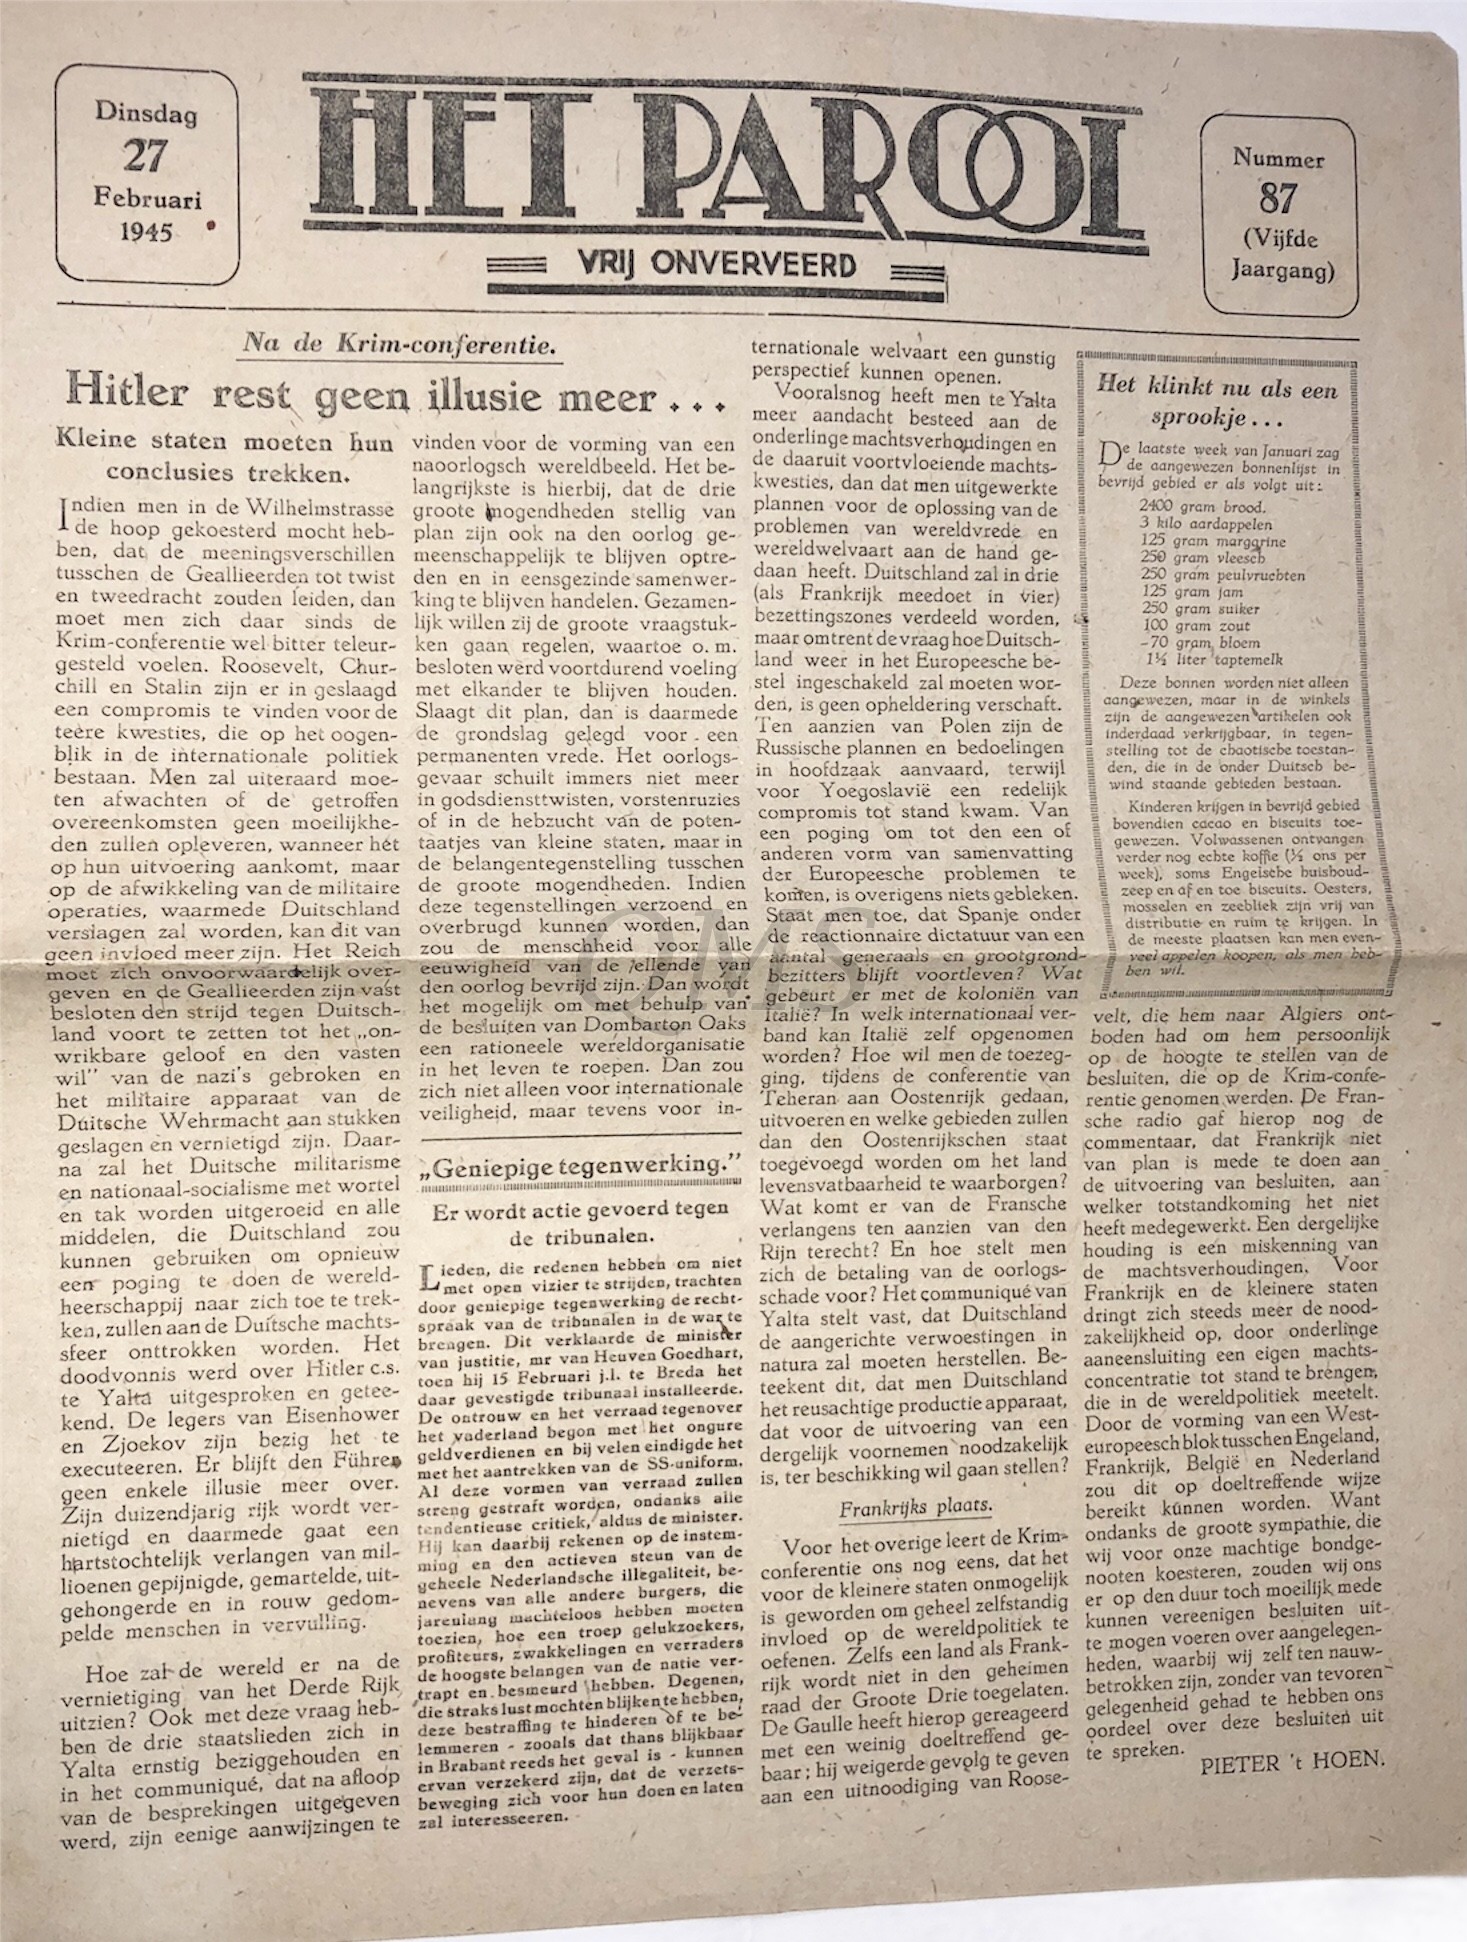 Dinsdag
27
Februari
1945
HET PAROOL
VRIJ ONVERVEERD
Nummer
87
(Vijfde
Jaargang)
Na de Krim-conferentie.
Hitler rest geen illusie meer...
Kleine staten moeten hun
conclusies trekken.
Indien men in de Wilhelmstrasse
de hoop gekoesterd mocht heb-
ben, dat de meeningsverschillen
tusschen de Geallieerden tot twist
en tweedracht zouden leiden, dan
moet men zich daar sinds de
Krim-conferentie wel bitter teleur-
gesteld voelen. Roosevelt, Chur-
chill en Stalin zijn er in geslaagd
een compromis te vinden voor de
teere kwesties, die op het oogen-
blik in de internationale politiek
bestaan. Men zal uiteraard moe-
ten afwachten of de getroffen
overeenkomsten geen moeilijkhe-
den zullen opleveren, wanneer hét
op hun uitvoering aankomt, maar
op de afwikkeling van de militaire
operaties, waarmede Duitschland
verslagen zal worden, kan dit van
geen invloed meer zijn. Het Reich
moet zich onvoorwaardelijk over-
geven en de Geallieerden zijn vast
besloten den strijd tegen Duitsch-
land voort te zetten tot het „on-
wrikbare geloof en den vasten
wil" van de nazi's gebroken en
het militaire apparaat van de
Duitsche Wehrmacht aan stukken
geslagen en vernietigd zijn. Daar-
na zal het Duitsche militarisme
en nationaal-socialisme met wortel
en tak worden uitgeroeid en alle
middelen, die Duitschland zou
kunnen gebruiken om opnieuw
een poging te doen de wereld-
heerschappij naar zich toe te trek-
ken, zullen aan de Duitsche machts-
sfeer onttrokken worden. Het
doodvonnis werd over Hitler c.s.
te Yalta uitgesproken en getee-
kend. De legers van Eisenhower
en Zjoekov zijn bezig het te
executeeren. Er blijft den Führer
geen enkele illusie meer over.
Zijn duizendjarig rijk wordt ver-
nietigd en daarmede gaat een
hartstochtelijk verlangen van mil-
lioenen gepijnigde, gemartelde, uit-
gehongerde en in rouw gedom-
pelde menschen in vervulling.
Hoe zal de wereld er na de
vernietiging van het Derde Rijk
uitzien? Ook met deze vraag heb-
ben de drie staatslieden zich in
Yalta ernstig beziggehouden en
in het communiqué, dat na afloop
van de besprekingen uitgegeven
werd, zijn eenige aanwijzingen te
vinden voor de vorming van een
naoorlogsch wereldbeeld. Het be-
langrijkste is hierbij, dat de drie
groote mogendheden stellig van
plan zijn ook na den oorlog ge-
meenschappelijk te blijven optre-
den en in eensgezinde samenwer-
king te blijven handelen. Gezamen-
lijk willen zij de groote vraagstuk-
ken gaan regelen, waartoe o. m.
besloten werd voortdurend voeling
met elkander te blijven houden.
Slaagt dit plan, dan is daarmede
de grondslag gelegd voor een
permanenten vrede. Het oorlogs-
gevaar schuilt immers niet meer
in godsdiensttwisten, vorstenruzies
of in de hebzucht van de poten-
taatjes van kleine staten, maar in
de belangentegenstelling tusschen
de groote mogendheden. Indien
deze tegenstellingen verzoend en
overbrugd kunnen worden, dan
zou de menschheid voor alle
eeuwigheid van de ellende van
den oorlog bevrijd zijn. Dan wordt
het mogelijk om met behulp van
de besluiten van Dombarton Oaks
een rationeele wereldorganisatie
in het leven te roepen. Dan zou
zich niet alleen voor internationale
veiligheid, maar tevens voor in-
„Geniepige tegenwerking."
Er wordt actie gevoerd tegen
de tribunalen.
Lieden, die redenen hebben om niet
met open vizier te strijden, trachten
door geniepige tegenwerking de recht-
spraak van de tribunalen in de war te
brengen. Dit verklaarde de minister
van justitie, mr van Heuven Goedhart,
toen hij 15 Februari j.l. te Breda het
daar gevestigde tribunaal installeerde.
De ontrouw en het verraad tegenover
het vaderland begon met het ongure
geldverdienen en bij velen eindigde het
met het aantrekken van de SS-uniform.
Al deze vormen van verraad zullen
streng gestraft worden, ondanks alle
tendentieuse critiek, aldus de minister.
Hij kan daarbij rekenen op de instem-
ming en den actieven steun van de
geheele Nederlandsche illegaliteit, be-
nevens van alle andere burgers, die
jarenlang machteloos hebben moeten
toezien, hoe een troep gelukzoekers,
profiteurs, zwakkelingen en verraders
de hoogste belangen van de natie ver-
trapt en besmeurd hebben. Degenen,
die straks lust mochten blijken te hebben,
deze bestraffing te hinderen of te be-
lemmeren - zooals dat thans blijkbaar
in Brabant reeds het geval is - kunnen
ervan verzekerd zijn, dat de verzets-
beweging zich voor hun doen en laten
zal interesseeren.
ternationale welvaart een gunstig
perspectief kunnen openen.
Vooralsnog heeft men te Yalta
meer aandacht besteed aan de
onderlinge machtsverhoudingen en
de daaruit voortvloeiende machts-
kwesties, dan dat men uitgewerkte
plannen voor de oplossing van de
problemen van wereldvrede en
wereldwelvaart aan de hand ge-
daan heeft. Duitschland zal in drie
(als Frankrijk meedoet in vier)
bezettingszones verdeeld worden,
maar omtrent de vraag hoe Duitsch-
land weer in het Europeesche be-
stel ingeschakeld zal moeten wor-
den, is geen opheldering verschaft.
Ten aanzien van Polen zijn de
Russische plannen en bedoelingen
in hoofdzaak aanvaard, terwijl
voor Yoegoslavië een redelijk
compromis tot stand kwam. Van
een poging om tot den een of
anderen vorm van samenvatting
der Europeesche problemen te
komen, is overigens niets gebleken.
Staat men toe, dat Spanje onder
de reactionnaire dictatuur van een
aantal generaals en grootgrond-
bezitters blijft voortleven? Wat
gebeurt er met de koloniën van
Italië? In welk internationaal ver-
band kan Italië zelf opgenomen
worden? Hoe wil men de toezeg-
ging, tijdens de conferentie van
Teheran aan Oostenrijk gedaan,
uitvoeren en welke gebieden zullen
dan den Oostenrijkschen staat
toegevoegd worden om het land
levensvatbaarheid te waarborgen?
Wat komt er van de Fransche
verlangens ten aanzien van den
Rijn terecht? En hoe stelt men
zich de betaling van de oorlogs-
schade voor? Het communiqué van
Yalta stelt vast, dat Duitschland
de aangerichte verwoestingen in
natura zal moeten herstellen. Be-
teekent dit, dat men Duitschland
het reusachtige productie apparaat,
dat voor de uitvoering van een
dergelijk voornemen noodzakelijk
is, ter beschikking wil gaan stellen?
Frankrijks plaats.
Voor het overige leert de Krim-
conferentie ons nog eens, dat het
voor de kleinere staten onmogelijk
is geworden om geheel zelfstandig
invloed op de wereldpolitiek te
oefenen. Zelfs een land als Frank-
rijk wordt niet in den geheimen
raad der Groote Drie toegelaten.
De Gaulle heeft hierop gereageerd
met een weinig doeltreffend ge-
baar; hij weigerde gevolg te geven
aan een uitnoodiging van Roose-
Het klinkt nu als een
sprookje...
De laatste week van Januari zag
de aangewezen bonnenlijst in
bevrijd gebied er als volgt uit:
2400 gram brood.
3 kilo aardappelen
125 gram margarine
250 gram vleesch
250 gram peulvruchten
125 gram jam
250 gram suiker
100 gram zout
-70 gram bloem
1½ liter taptemelk
Deze bonnen worden niet alleen
aangewezen, maar in de winkels
zijn de aangewezen artikelen ook
inderdaad verkrijgbaar, in tegen-
stelling tot de chaotische toestan-
den, die in de onder Duitsch be-
wind staande gebieden bestaan.
Kinderen krijgen in bevrijd gebied
bovendien cacao en biscuits toe-
gewezen. Volwassenen ontvangen
verder nog echte koffie (½ ons per
week), soms Engelsche huishoud-
zeep en af en toe biscuits. Oesters,
mosselen en zeebliek zijn vrij van
distributie en ruim te krijgen. In
de meeste plaatsen kan men even-
veel appelen koopen, als men heb-
ben wil.
velt, die hem naar Algiers ont-
boden had om hem persoonlijk
op de hoogte te stellen van de
besluiten, die op de Krim-confe-
rentie genomen werden. De Fran-
sche radio gaf hierop nog de
commentaar, dat Frankrijk niet
van plan is mede te doen aan
de uitvoering van besluiten, aan
welker totstandkoming het niet
heeft medegewerkt. Een dergelijke
houding is een miskenning van
de machtsverhoudingen. Voor
Frankrijk en de kleinere staten
dringt zich steeds meer de nood-
zakelijkheid op, door onderlinge
aaneensluiting een eigen machts-
concentratie tot stand te brengen,
die in de wereldpolitiek meetelt.
Door de vorming van een West-
europeesch blok tusschen Engeland,
Frankrijk, België en Nederland
zou dit op doeltreffende wijze
bereikt kunnen worden. Want
ondanks de groote sympathie, die
wij voor onze machtige bondge-
nooten koesteren, zouden wij ons
er op den duur toch moeilijk mede
kunnen vereenigen besluiten uit-
te mogen voeren over aangelegen-
heden, waarbij wij zelf ten nauw-
betrokken zijn, zonder van tevoren
gelegenheid gehad te hebben ons
oordeel over deze besluiten uit
te spreken.
PIETER 't HOEN.
OMS